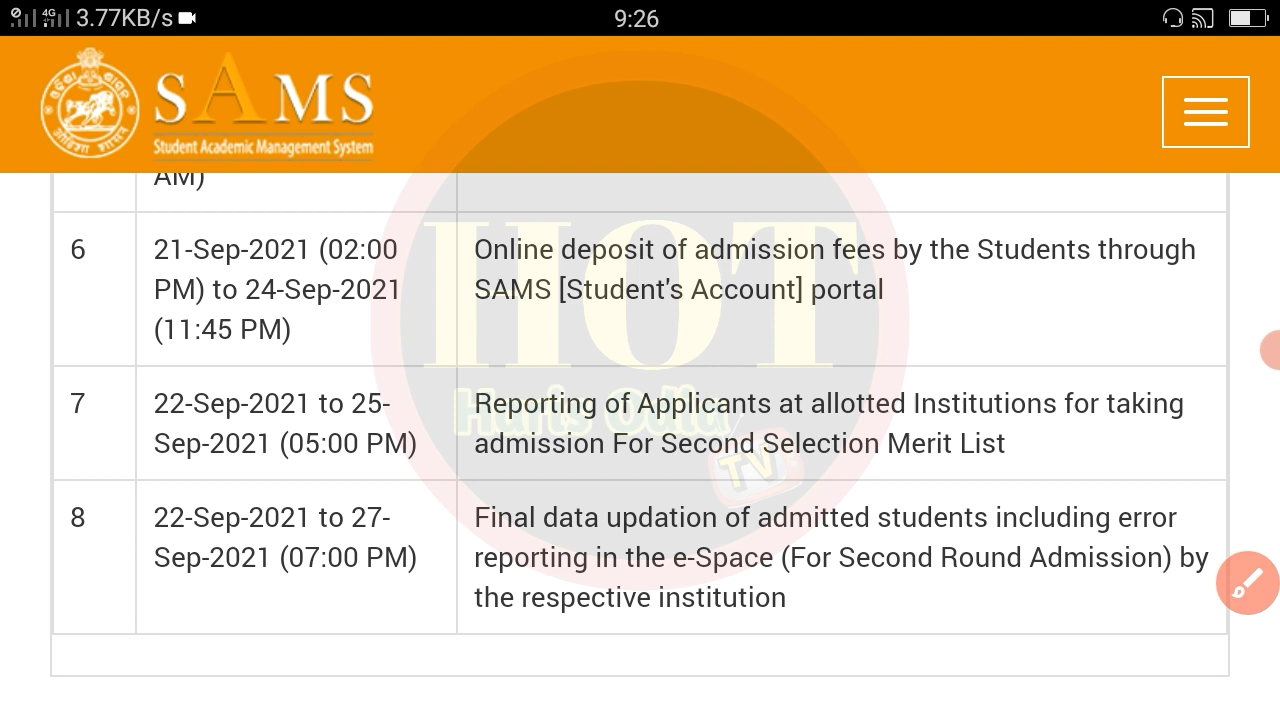 4G 3.77KB/s 9:26
SAMS
Student Academic Management System
AM)
6 21-Sep-2021 (02:00 Online deposit of admission fees by the Students through
PM) to 24-Sep-2021 SAMS [Student's Account] portal
(11:45 PM)
7 22-Sep-2021 to 25- Reporting of Applicants at allotted Institutions for taking
Sep-2021 (05:00 PM) admission For Second Selection Merit List
8 22-Sep-2021 to 27- Final data updation of admitted students including error
Sep-2021 (07:00 PM) reporting in the e-Space (For Second Round Admission) by
the respective institution
HOT
Haris Odia
TV